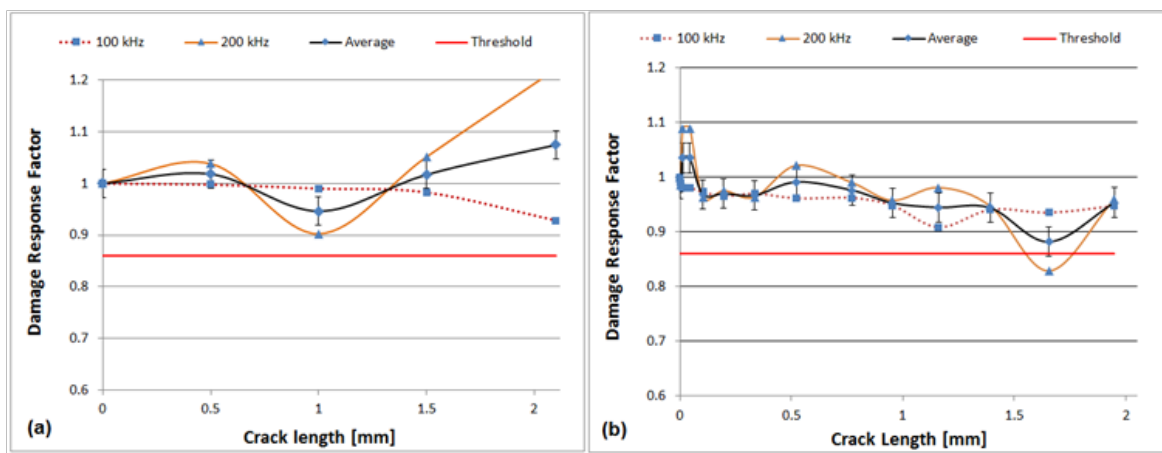 100 kHz 200 kHz Average Threshold
Damage Response Factor
1.2
1.1
1
0.9
0.8
0.7
0.6
0 0.5 1 1.5 2
(a)
Crack length [mm]
100 kHz 200 kHz Average Threshold
Damage Response Factor
1.2
1.1
1
0.9
0.8
0.7
0.6
0 0.5 1 1.5 2
(b)
Crack Length [mm]